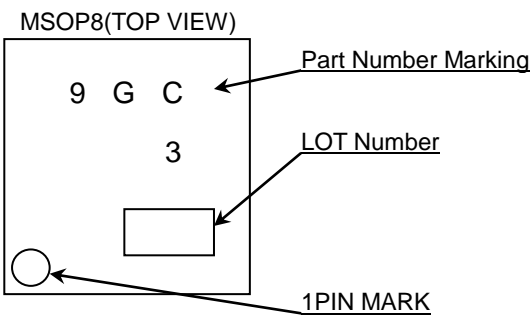 MSOP8(TOP VIEW)
Part Number Marking
9 G C
LOT Number
3
1PIN MARK